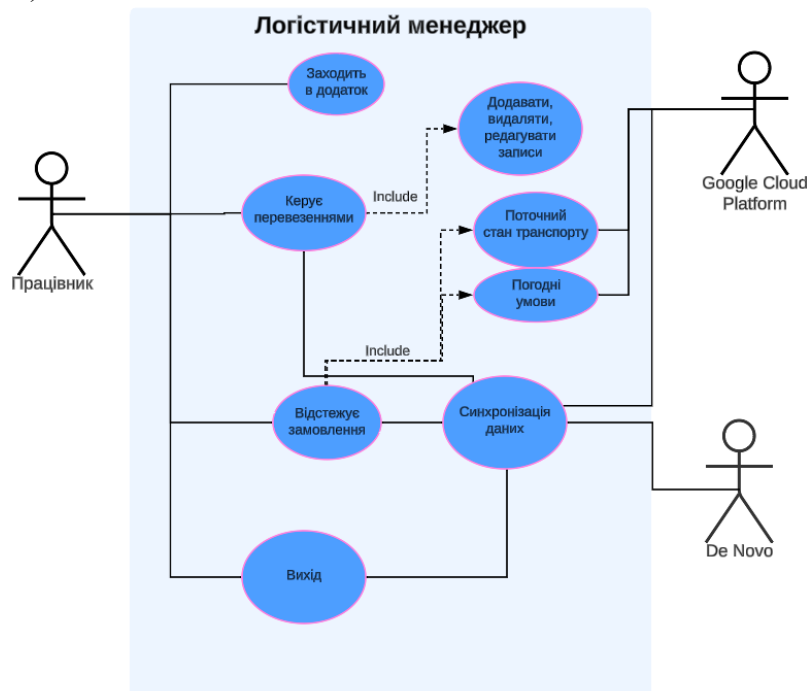 Логістичний менеджер
Заходить
в додаток
Додавати,
видаляти,
редагувати
записи
Google Cloud
Platform
Працівник
Керує
перевезеннями
Include
Поточний
стан транспорту
Погодні
умови
Include
Відстежує
замовлення
Синхронізація
даних
De Novo
Вихід